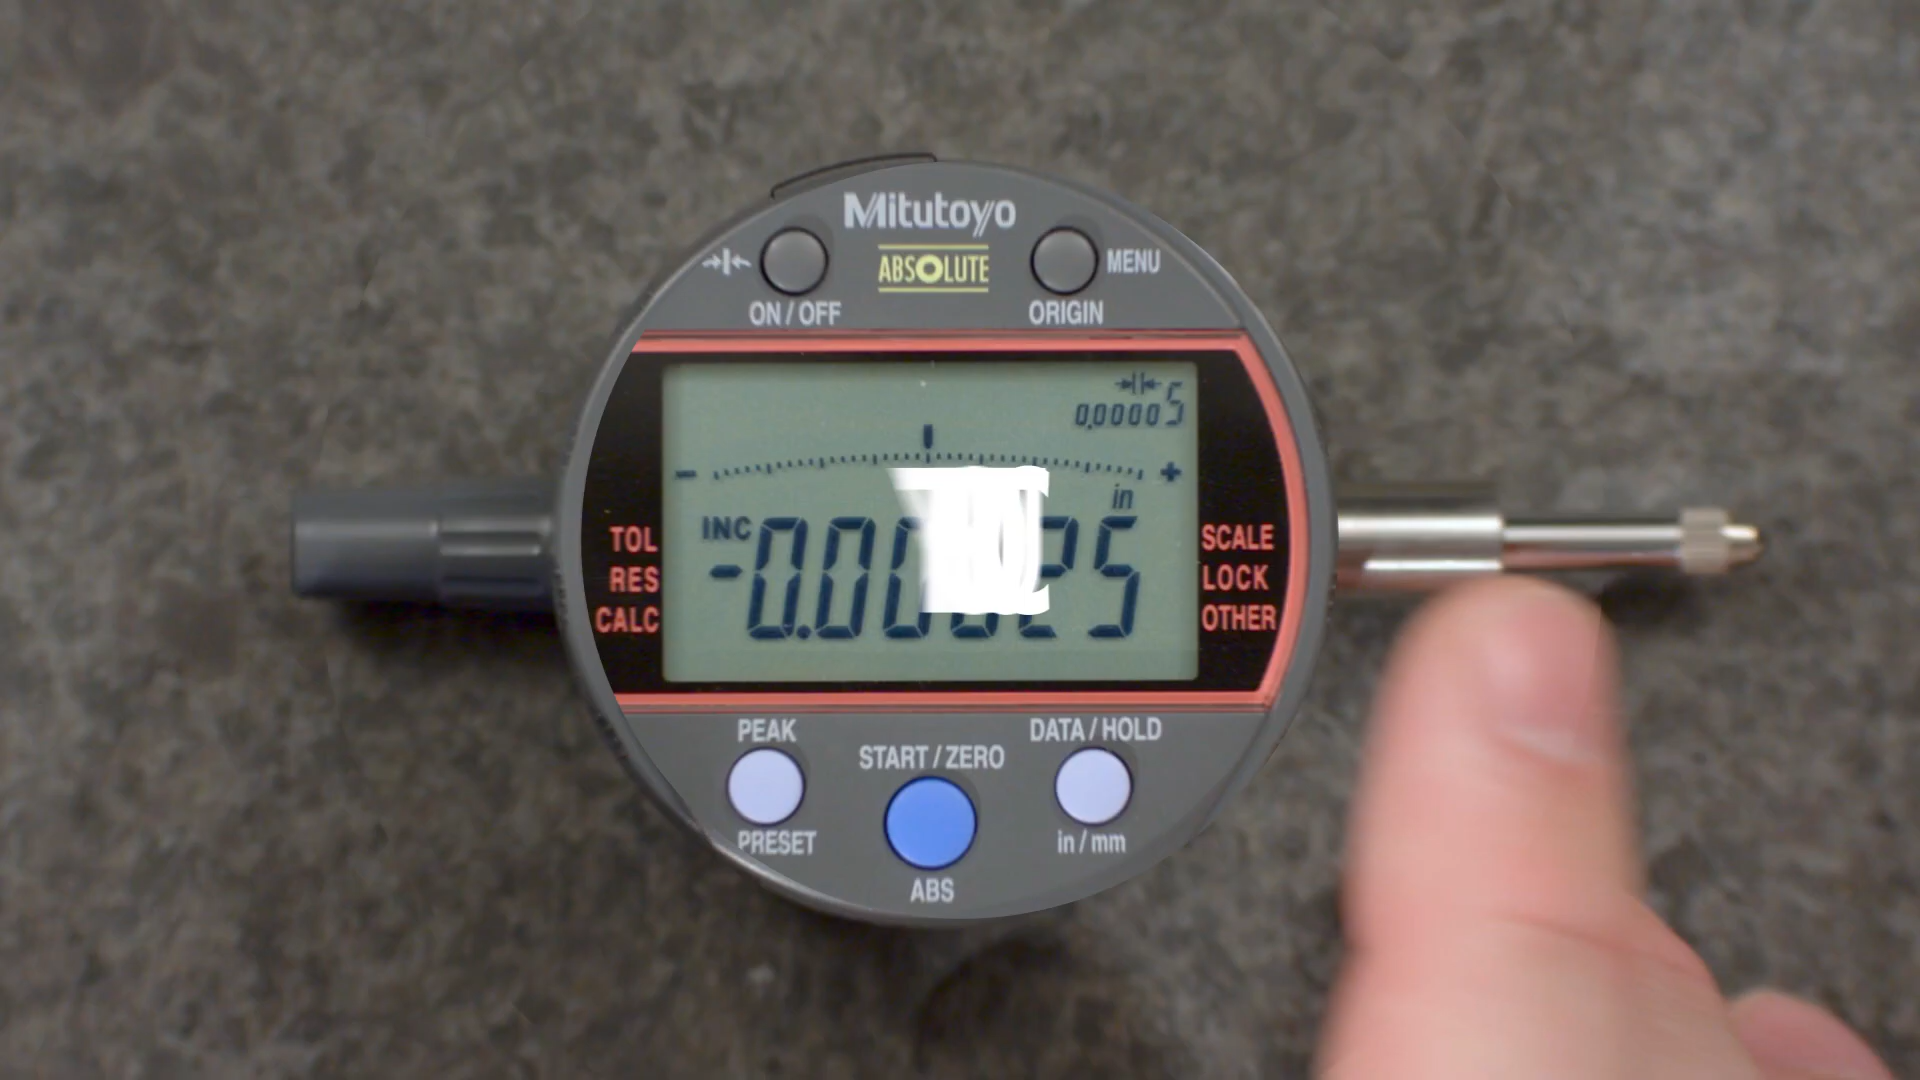 Mitutoyo
ABSOLUTE
MENU
ON / OFF
ORIGIN
0.00005
in
INC
TOL
RES
CALC
SCALE
LOCK
OTHER
PEAK
START / ZERO
DATA / HOLD
PRESET
in / mm
ABS